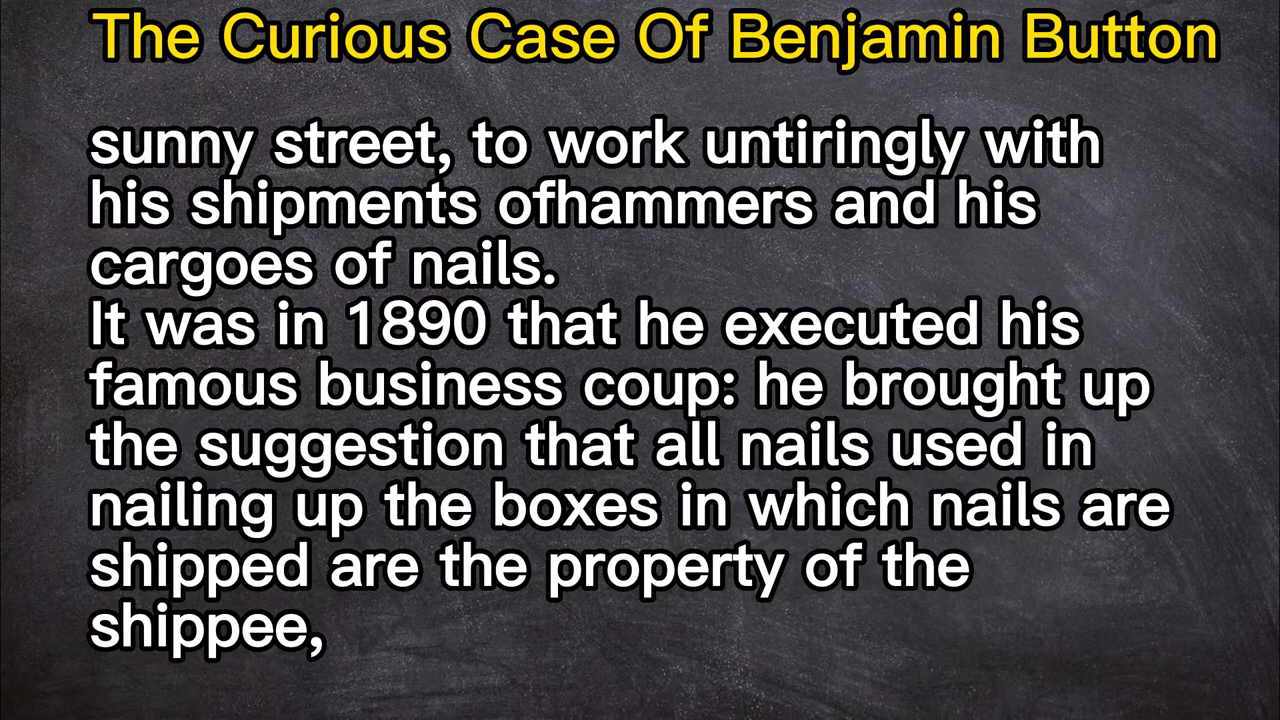 The Curious Case Of Benjamin Button
sunny street, to work untiringly with
his shipments ofhammers and his
cargoes of nails.
It was in 1890 that he executed his
famous business coup: he brought up
the suggestion that all nails used in
nailing up the boxes in which nails are
shipped are the property of the
shippee,